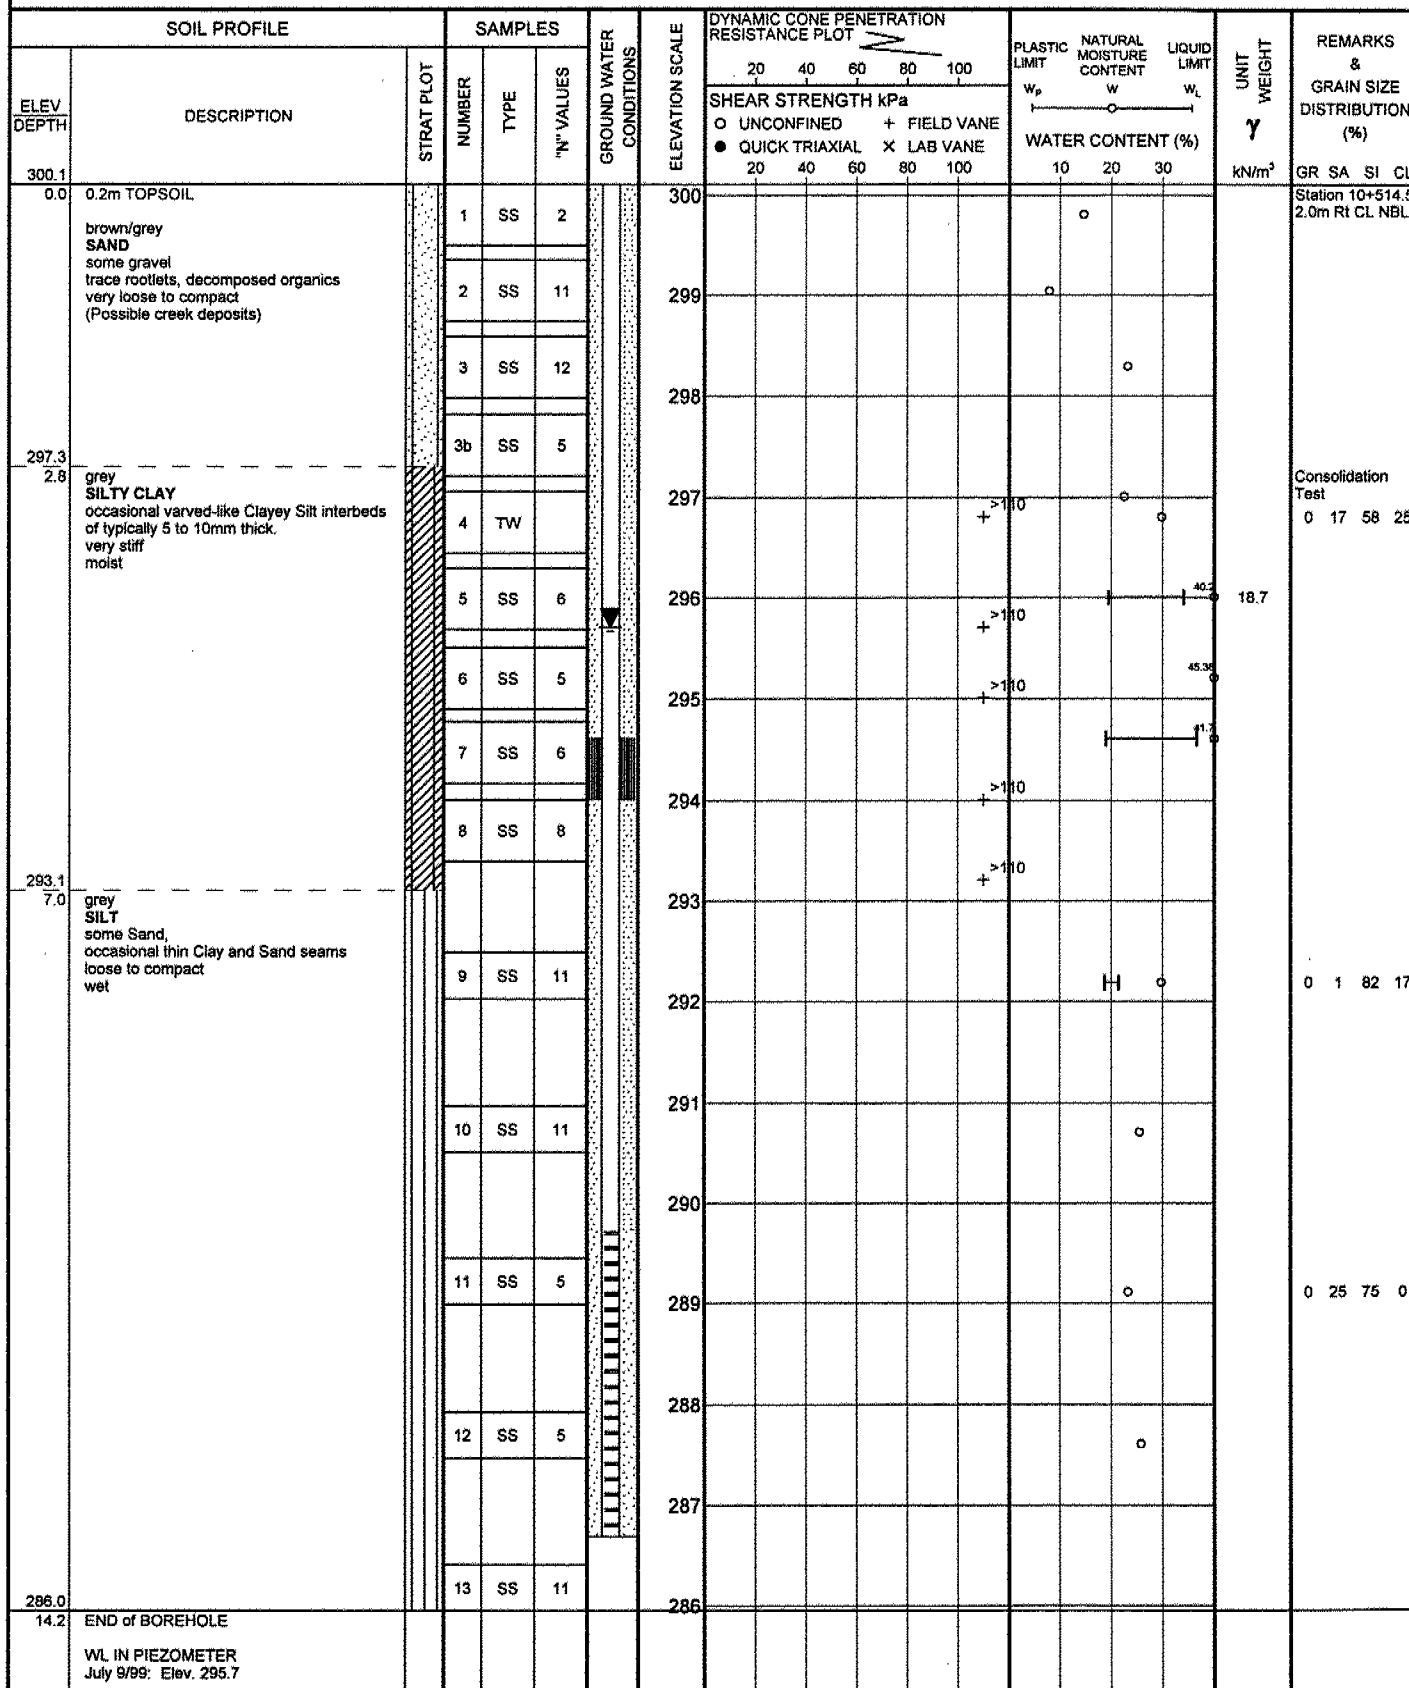 SOIL PROFILE
SAMPLES
GROUND WATER CONDITIONS
ELEVATION SCALE
DYNAMIC CONE PENETRATION
RESISTANCE PLOT
20 40 60 80 100
SHEAR STRENGTH kPa
O UNCONFINED + FIELD VANE
● QUICK TRIAXIAL × LAB VANE
20 40 60 80 100
PLASTIC LIMIT
NATURAL MOISTURE CONTENT
LIQUID LIMIT
Wp W WL
WATER CONTENT (%)
10 20 30
UNIT WEIGHT
γ
kN/m³
REMARKS
&
GRAIN SIZE
DISTRIBUTION
(%)
GR SA SI CL
ELEV
DEPTH
DESCRIPTION
STRAT PLOT
NUMBER
TYPE
"N" VALUES
300.1
0.0 0.2m TOPSOIL
brown/grey
SAND
some gravel
trace rootlets, decomposed organics
very loose to compact
(Possible creek deposits)
297.3
2.8 grey
SILTY CLAY
occasional varved-like Clayey Silt interbeds
of typically 5 to 10mm thick.
very stiff
moist
293.1
7.0 grey
SILT
some Sand,
occasional thin Clay and Sand seams
loose to compact
wet
286.0
14.2 END of BOREHOLE
WL IN PIEZOMETER
July 9/99: Elev. 295.7
1 SS 2
2 SS 11
3 SS 12
3b SS 5
4 TW
5 SS 6
6 SS 5
7 SS 6
8 SS 8
9 SS 11
10 SS 11
11 SS 5
12 SS 5
13 SS 11
300
299
298
297
296
295
294
293
292
291
290
289
288
287
286
>110
>110
>110
>110
>110
40.2
45.36
41.7
18.7
Station 10+514.5
2.0m Rt CL NBL
Consolidation
Test
0 17 58 25
0 1 82 17
0 25 75 0